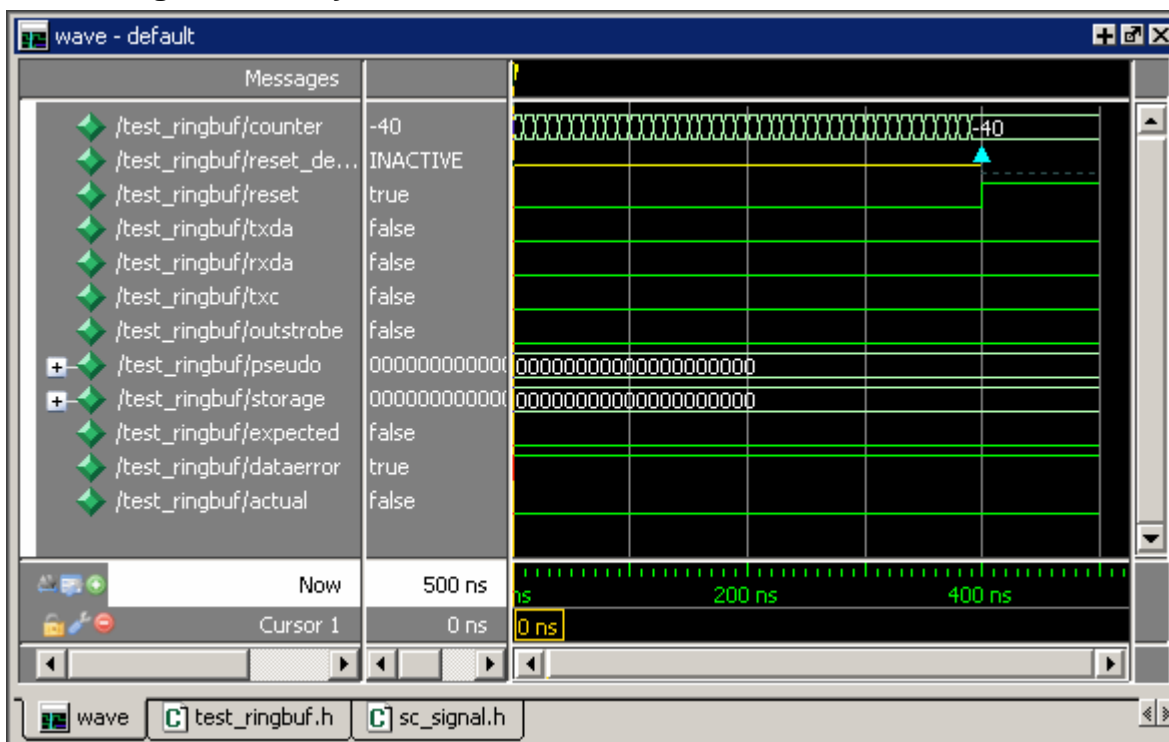 wave - default
Messages
/test_ringbuf/counter -40 -40
/test_ringbuf/reset_de... INACTIVE
/test_ringbuf/reset true
/test_ringbuf/txda false
/test_ringbuf/rxda false
/test_ringbuf/txc false
/test_ringbuf/outstrobe false
/test_ringbuf/pseudo 000000000000 00000000000000000000
/test_ringbuf/storage 000000000000 00000000000000000000
/test_ringbuf/expected false
/test_ringbuf/dataerror true
/test_ringbuf/actual false
Now 500 ns ns 200 ns 400 ns
Cursor 1 0 ns 0 ns
wave test_ringbuf.h sc_signal.h